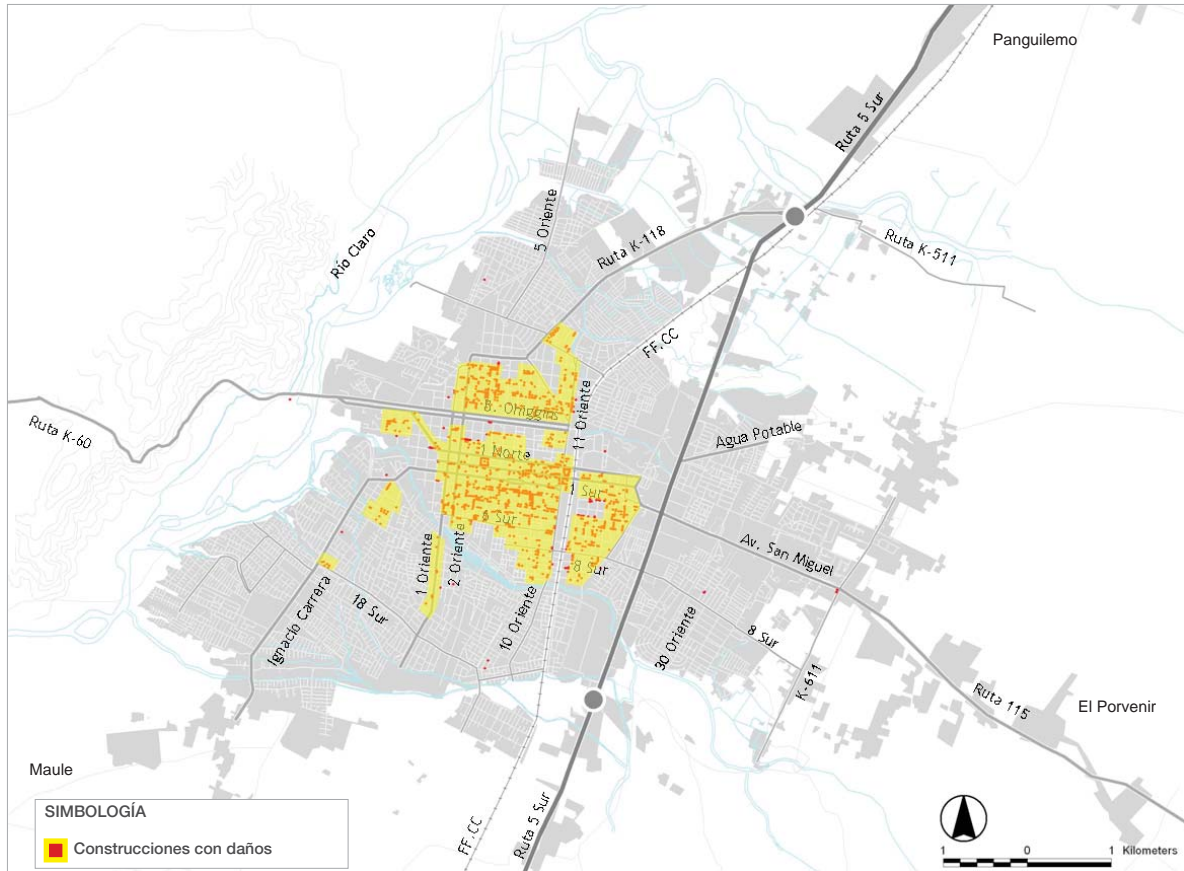 Panguilemo
Ruta 5 Sur
5 Oriente
Ruta K-118
Ruta K-511
Río Claro
FF.CC
11 Oriente
B. Ohiggins
Ruta K-60
Agua Potable
1 Norte
1 Sur
6 Sur
Av. San Miguel
8 Sur
1 Oriente
2 Oriente
Ignacio Carrera
18 Sur
10 Oriente
30 Oriente
8 Sur
K-611
Ruta 115
El Porvenir
Maule
SIMBOLOGÍA
Construcciones con daños
FF.CC
Ruta 5 Sur
1 0 1 Kilometers